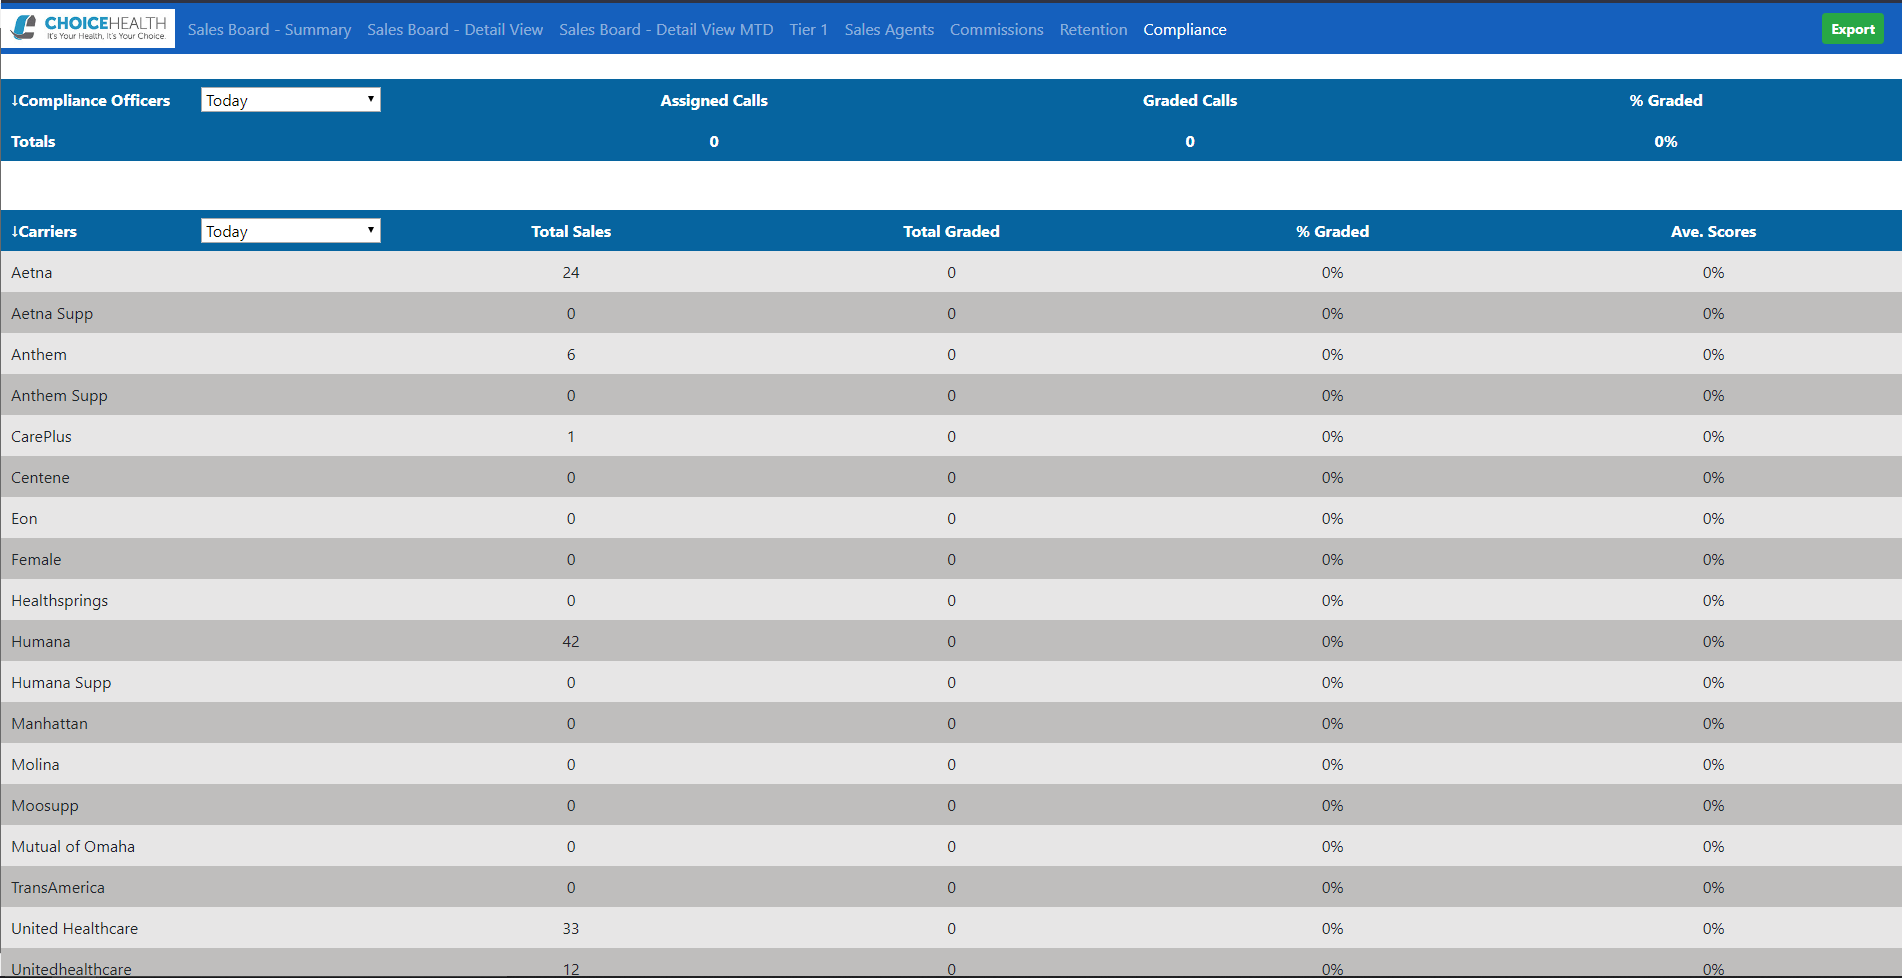 CHOICEHEALTH
It's Your Health, It's Your Choice.
Sales Board - Summary Sales Board - Detail View Sales Board - Detail View MTD Tier 1 Sales Agents Commissions Retention Compliance Export
↓Compliance Officers Today Assigned Calls Graded Calls % Graded
Totals 0 0 0%
↓Carriers Today Total Sales Total Graded % Graded Ave. Scores
Aetna 24 0 0% 0%
Aetna Supp 0 0 0% 0%
Anthem 6 0 0% 0%
Anthem Supp 0 0 0% 0%
CarePlus 1 0 0% 0%
Centene 0 0 0% 0%
Eon 0 0 0% 0%
Female 0 0 0% 0%
Healthsprings 0 0 0% 0%
Humana 42 0 0% 0%
Humana Supp 0 0 0% 0%
Manhattan 0 0 0% 0%
Molina 0 0 0% 0%
Moosupp 0 0 0% 0%
Mutual of Omaha 0 0 0% 0%
TransAmerica 0 0 0% 0%
United Healthcare 33 0 0% 0%
Unitedhealthcare 12 0 0% 0%